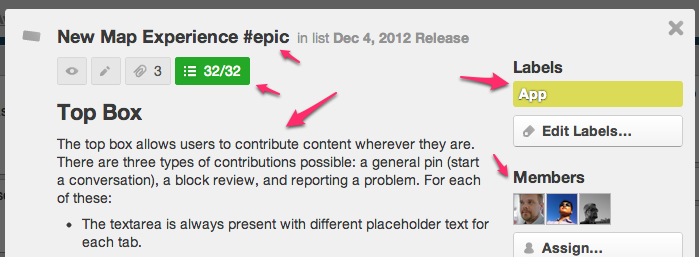 New Map Experience #epic in list Dec 4, 2012 Release
3 32/32
Top Box
The top box allows users to contribute content wherever they are.
There are three types of contributions possible: a general pin (start
a conversation), a block review, and reporting a problem. For each
of these:
• The textarea is always present with different placeholder text for
each tab.
Labels
App
Edit Labels...
Members
Assign...